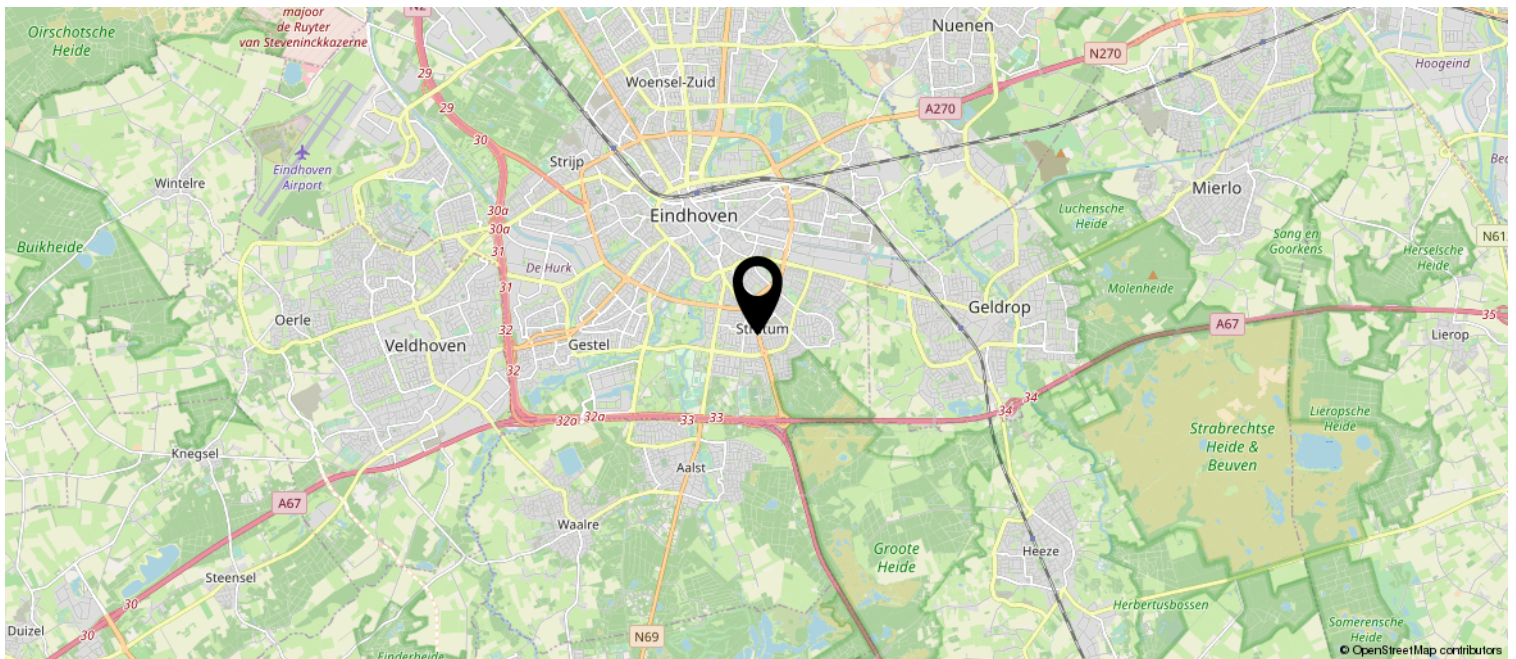 N2
majoor
de Ruyter
van Steveninckkazerne
Oirschotsche
Heide
Nuenen
N270
Hoogeind
29
Woensel-Zuid
29
A270
30
Strijp
Eindhoven
Airport
Wintelre
Mierlo
30a
Eindhoven
Luchensche
Heide
30a
Sang en
Goorkens
N61
Buikheide
31
De Hurk
Herselsche
Heide
31
Molenheide
Geldrop
Oerle
32
A67
35
Lierop
Veldhoven
Gestel
32
34
34
32a
32a
33
33
Lieropsche
Heide
Strabrechtse
Heide &
Beuven
Knegsel
Aalst
A67
Waalre
Groote
Heide
Heeze
Steensel
30
Herbertusbossen
Duizel
30
N69
Somerensche
Heide
© OpenStreetMap contributors